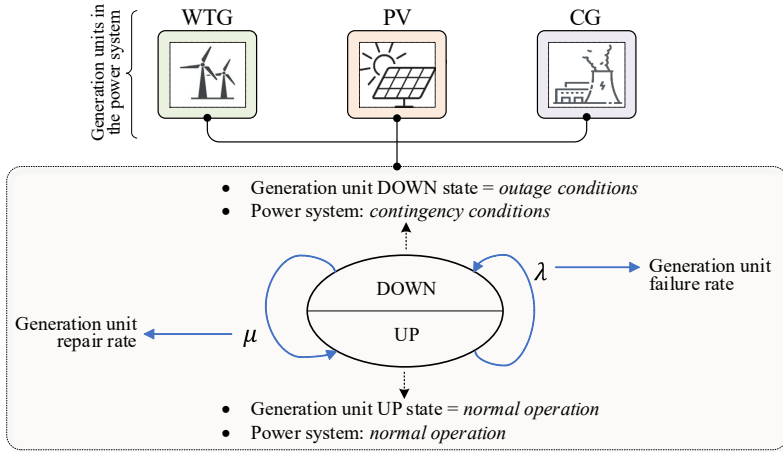 WTG
PV
CG
Generation units in
the power system
• Generation unit DOWN state = outage conditions
• Power system: contingency conditions
DOWN
UP
λ
Generation unit
failure rate
μ
Generation unit
repair rate
• Generation unit UP state = normal operation
• Power system: normal operation